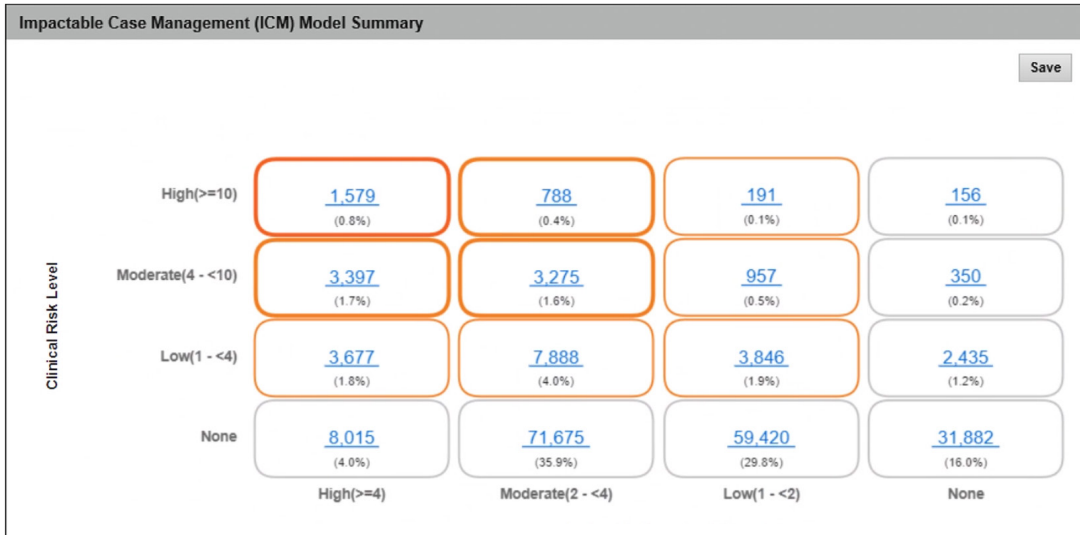 Impactable Case Management (ICM) Model Summary
Save
High(>=10)
1,579
(0.8%)
788
(0.4%)
191
(0.1%)
156
(0.1%)
Moderate(4 - <10)
3,397
(1.7%)
3,275
(1.6%)
957
(0.5%)
350
(0.2%)
Clinical Risk Level
Low(1 - <4)
3,677
(1.8%)
7,888
(4.0%)
3,846
(1.9%)
2,435
(1.2%)
None
8,015
(4.0%)
71,675
(35.9%)
59,420
(29.8%)
31,882
(16.0%)
High(>=4)
Moderate(2 - <4)
Low(1 - <2)
None